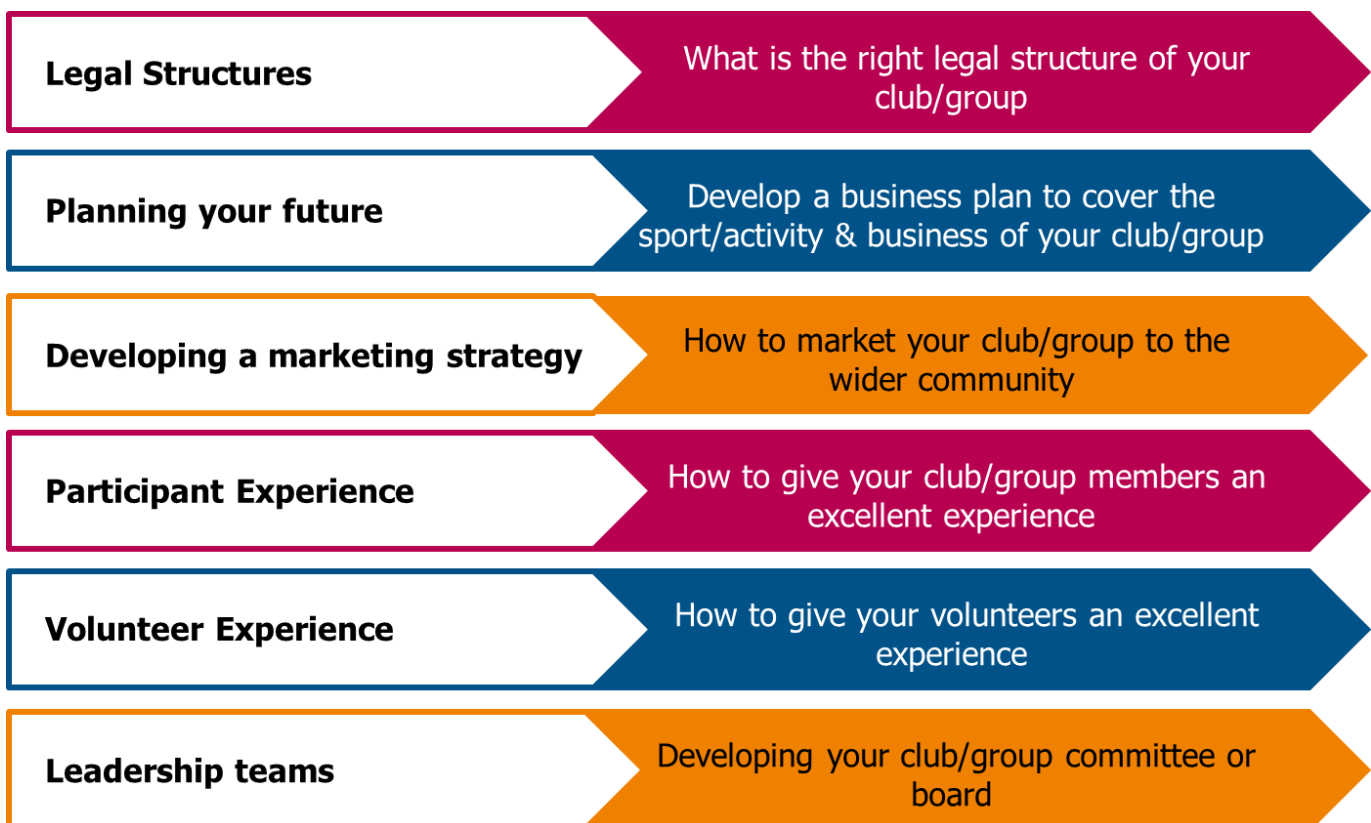 Legal Structures
What is the right legal structure of your
club/group
Planning your future
Develop a business plan to cover the
sport/activity & business of your club/group
Developing a marketing strategy
How to market your club/group to the
wider community
Participant Experience
How to give your club/group members an
excellent experience
Volunteer Experience
How to give your volunteers an excellent
experience
Leadership teams
Developing your club/group committee or
board